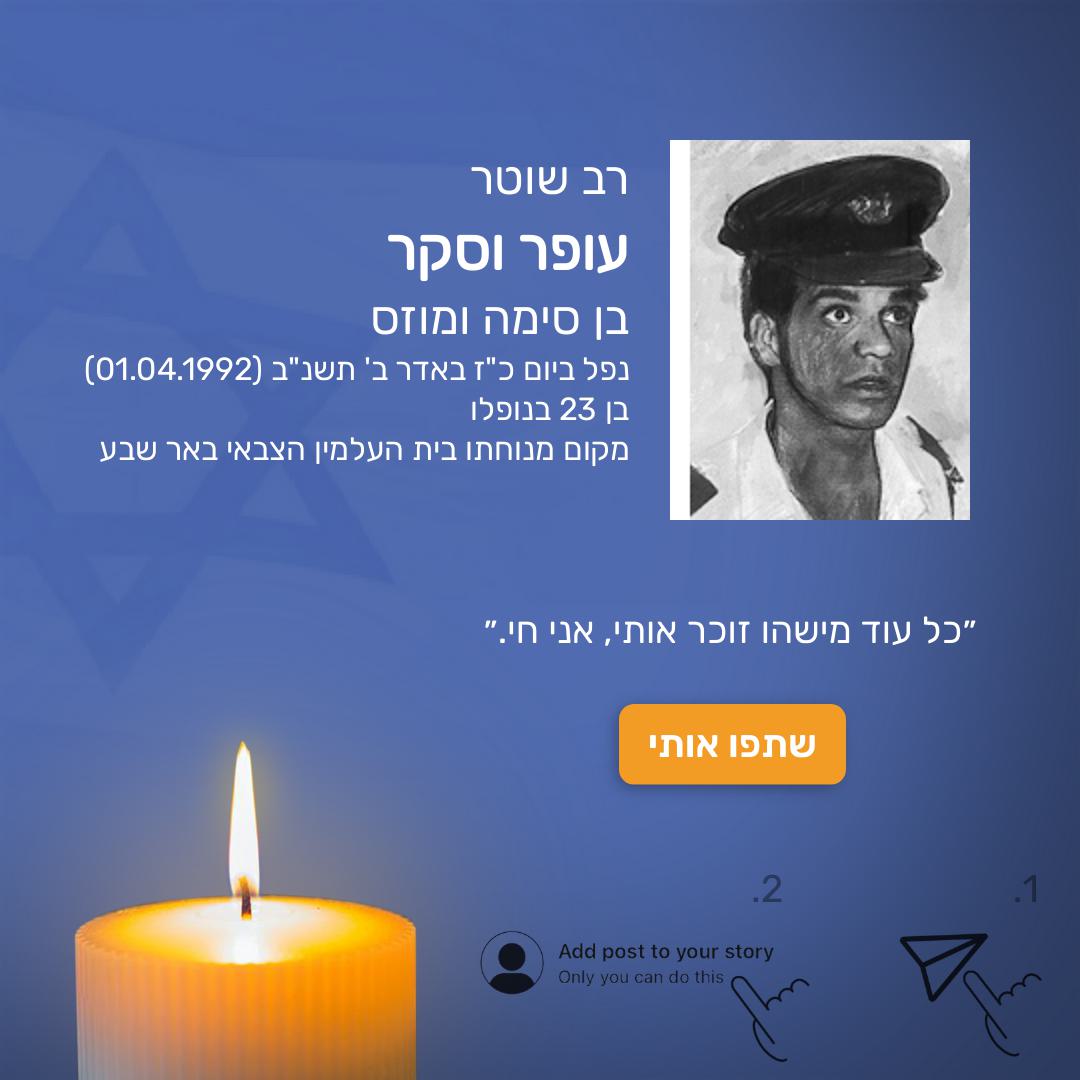 רב שוטר
עופר וסקר
בן סימה ומוזס
נפל ביום כ"ז באדר ב' תשנ"ב (01.04.1992)
בן 23 בנופלו
מקום מנוחתו בית העלמין הצבאי באר שבע
״כל עוד מישהו זוכר אותי, אני חי.״
שתפו אותי
.1
.2
Add post to your story
Only you can do this